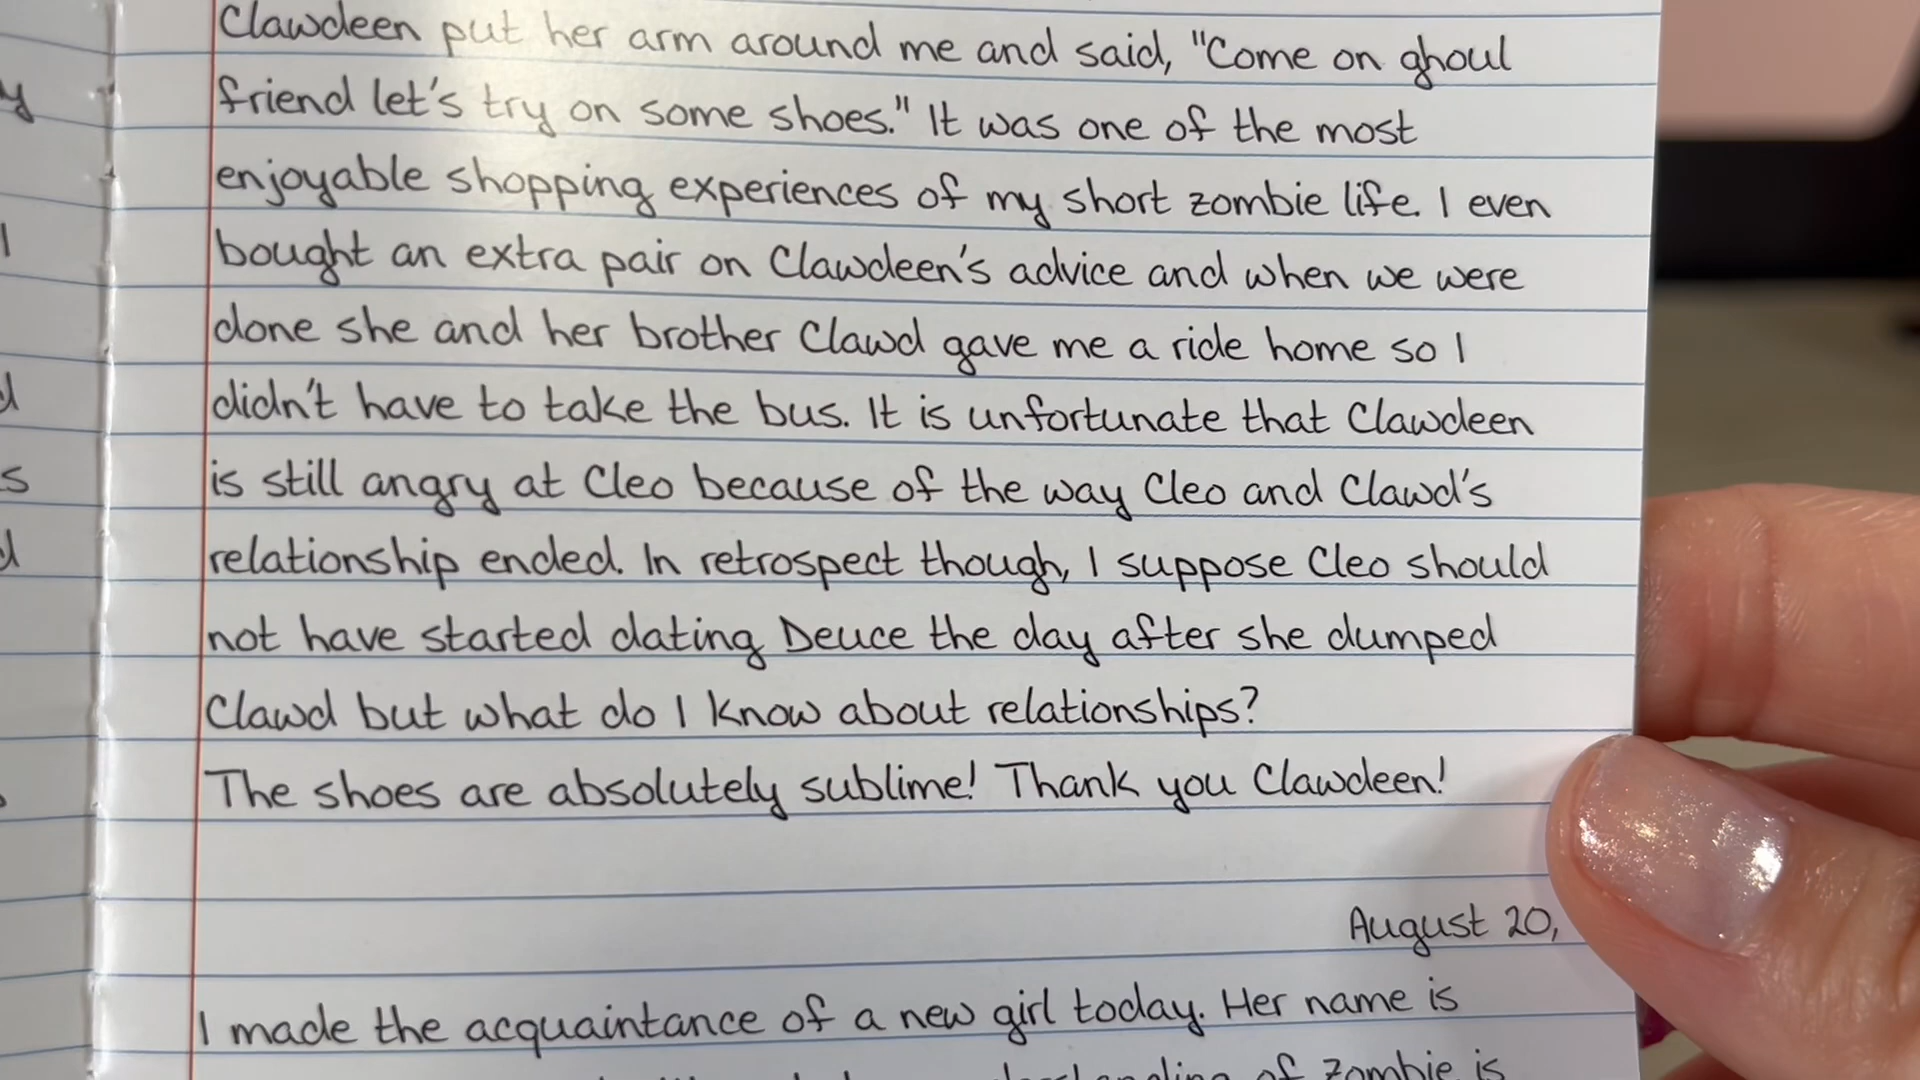 Clawdeen put her arm around me and said, "Come on ghoul
friend let's try on some shoes." It was one of the most
enjoyable shopping experiences of my short zombie life. I even
bought an extra pair on Clawdeen's advice and when we were
done she and her brother Clawd gave me a ride home so I
didn't have to take the bus. It is unfortunate that Clawdeen
is still angry at Cleo because of the way Cleo and Clawd's
relationship ended. In retrospect though, I suppose Cleo should
not have started dating Deuce the day after she dumped
Clawd but what do I know about relationships?
The shoes are absolutely sublime! Thank you Clawdeen!
August 20,
I made the acquaintance of a new girl today. Her name is
of zombie is